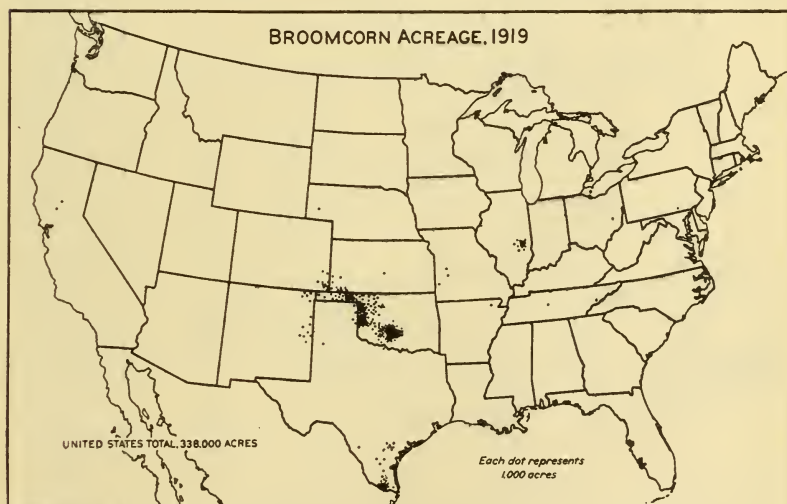 BROOMCORN ACREAGE, 1919
UNITED STATES TOTAL, 338,000 ACRES
Each dot represents
1,000 acres